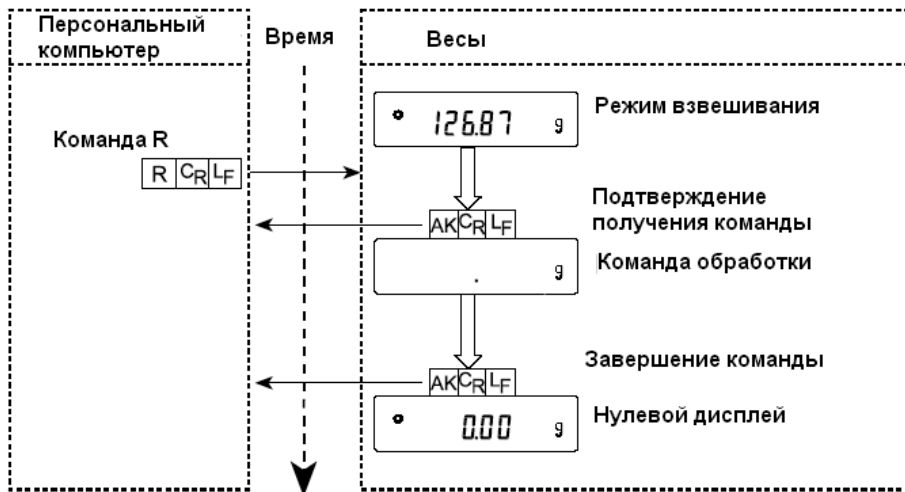 Персональный
компьютер
Время
Весы
126.87 g
Режим взвешивания
Команда R
R CR LF
Подтверждение
получения команды
AK CR LF
. g
Команда обработки
Завершение команды
AK CR LF
0.00 g
Нулевой дисплей